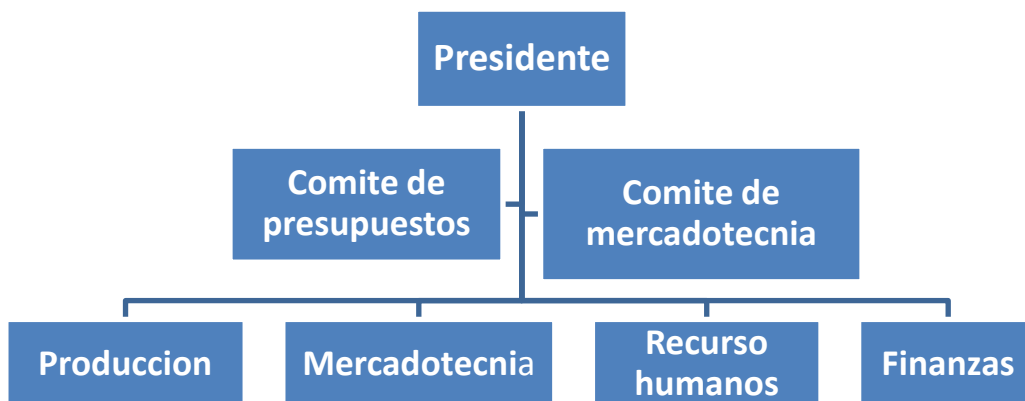 Presidente
Comite de
presupuestos
Comite de
mercadotecnia
Produccion
Mercadotecnia
Recurso
humanos
Finanzas